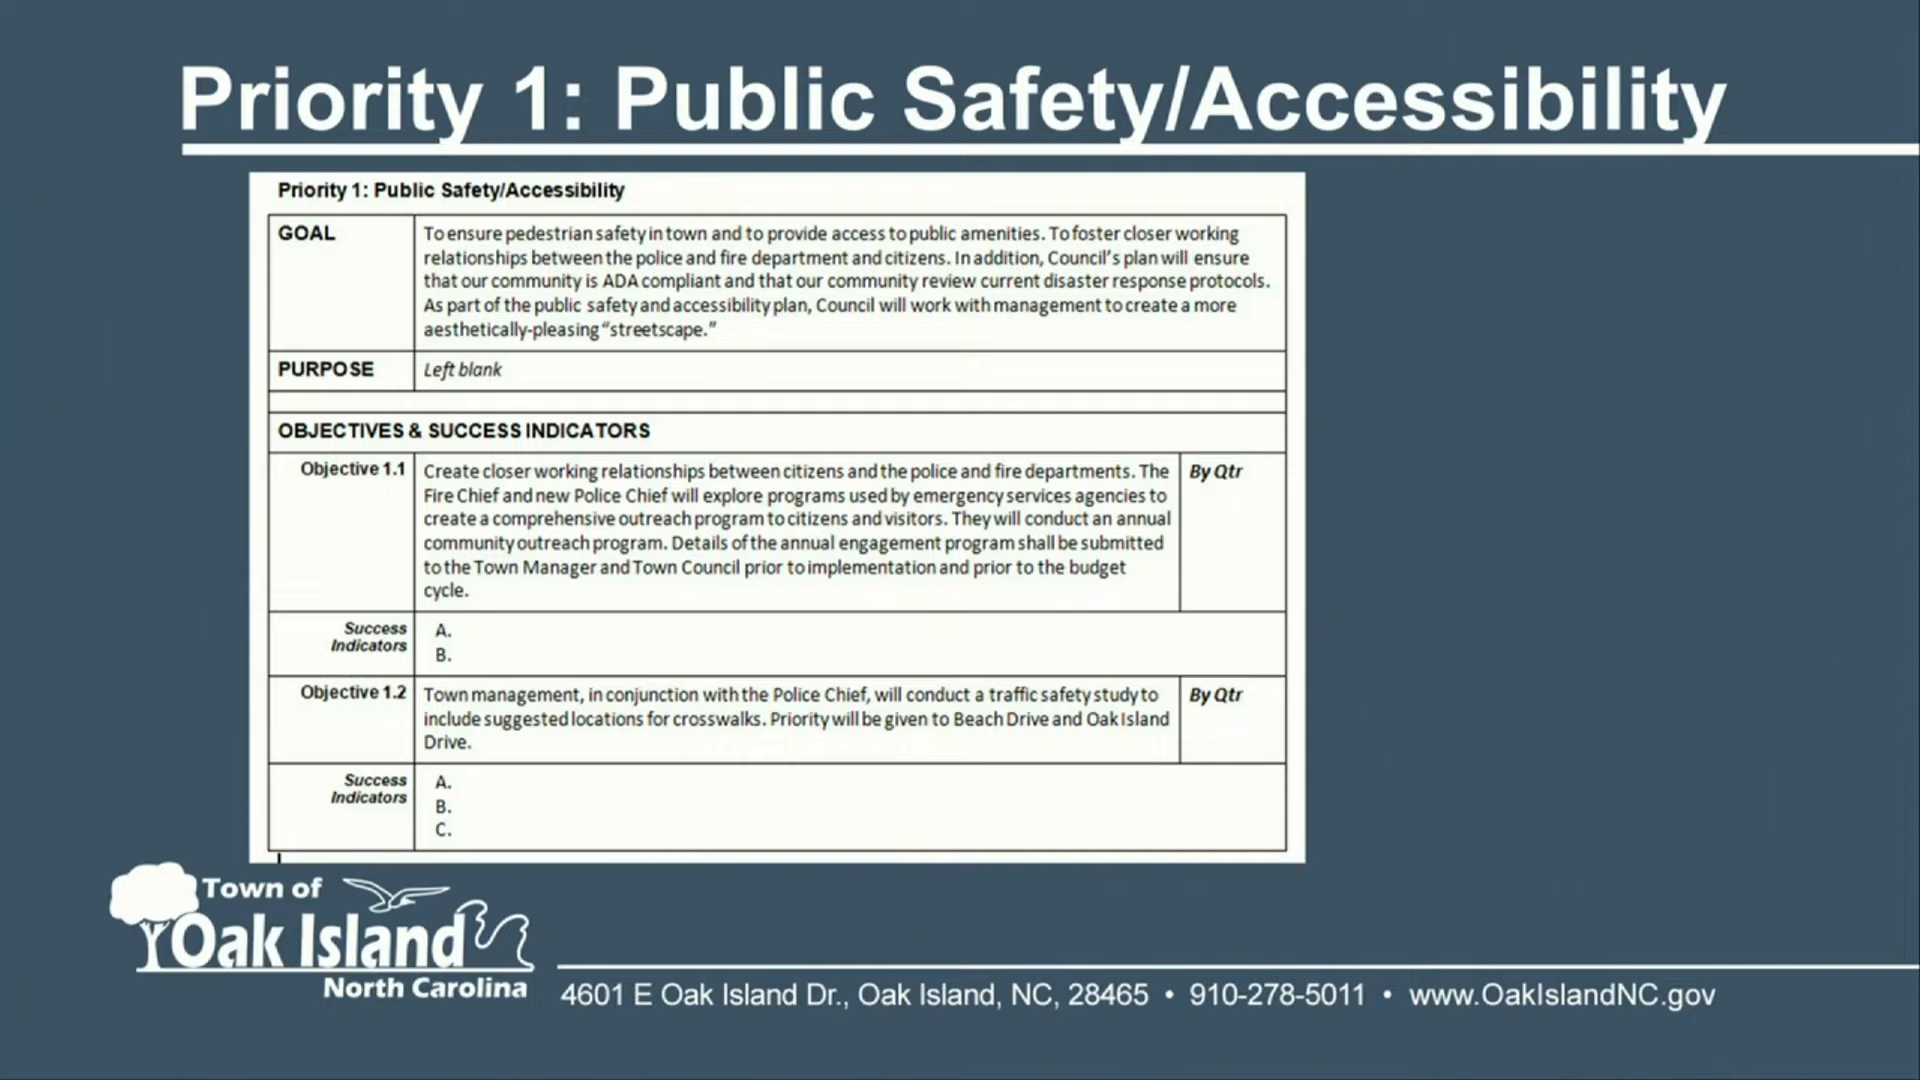 Priority 1: Public Safety/Accessibility
Priority 1: Public Safety/Accessibility
GOAL
To ensure pedestrian safety in town and to provide access to public amenities. To foster closer working
relationships between the police and fire department and citizens. In addition, Council's plan will ensure
that our community is ADA compliant and that our community review current disaster response protocols.
As part of the public safety and accessibility plan, Council will work with management to create a more
aesthetically-pleasing “streetscape.”
PURPOSE
Left blank
OBJECTIVES & SUCCESS INDICATORS
Objective 1.1
Create closer working relationships between citizens and the police and fire departments. The
Fire Chief and new Police Chief will explore programs used by emergency services agencies to
create a comprehensive outreach program to citizens and visitors. They will conduct an annual
community outreach program. Details of the annual engagement program shall be submitted
to the Town Manager and Town Council prior to implementation and prior to the budget
cycle.
By Qtr
Success
Indicators
A.
B.
Objective 1.2
Town management, in conjunction with the Police Chief, will conduct a traffic safety study to
include suggested locations for crosswalks. Priority will be given to Beach Drive and Oak Island
Drive.
By Qtr
Success
Indicators
A.
B.
C.
Town of
Oak Island
North Carolina
4601 E Oak Island Dr., Oak Island, NC, 28465 • 910-278-5011 • www.OakIslandNC.gov